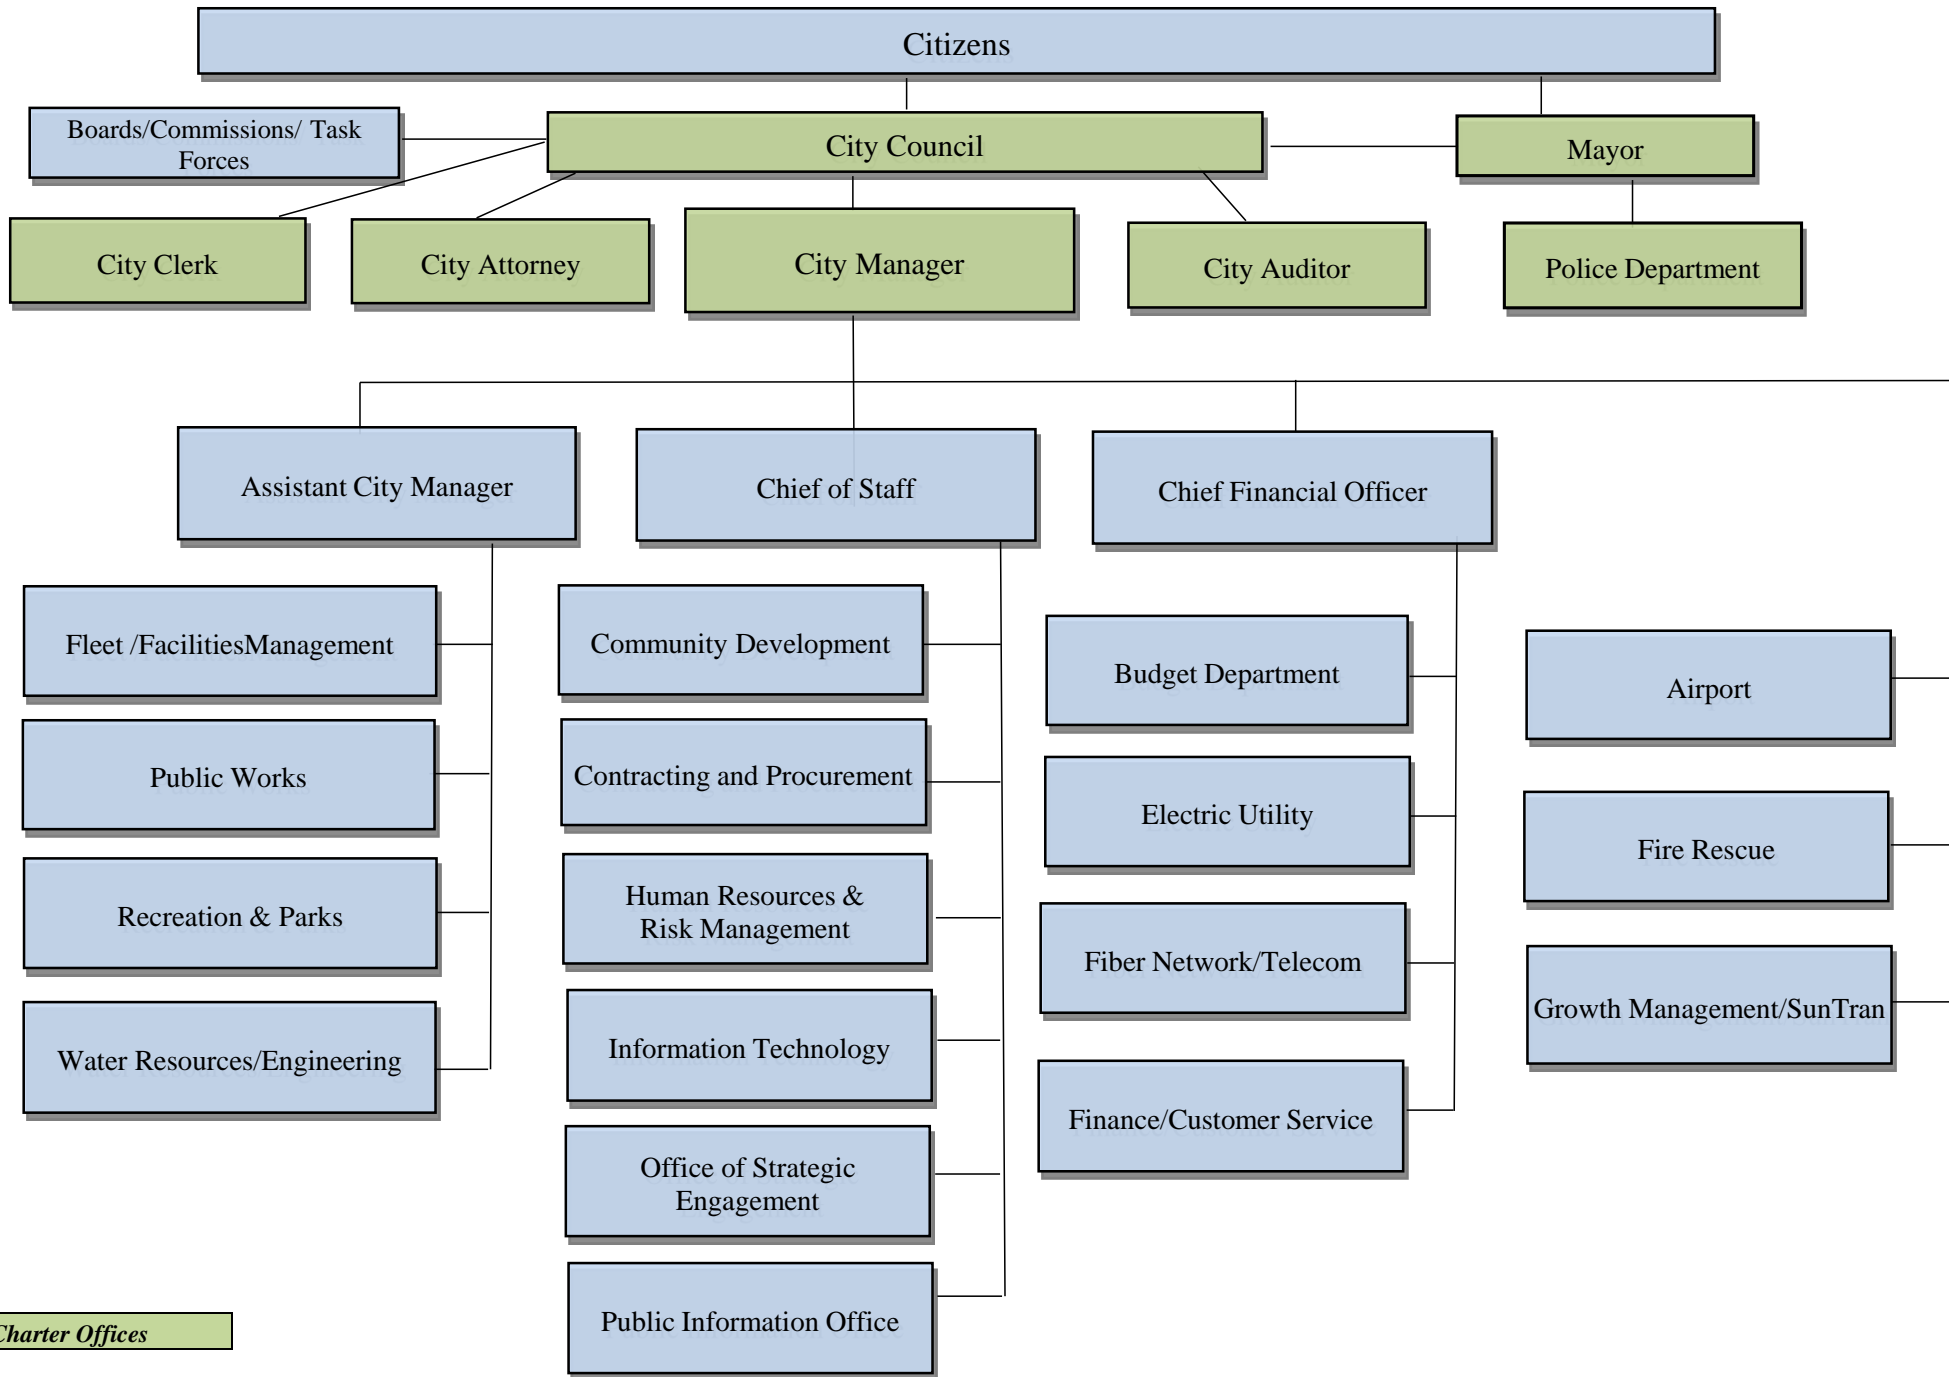 Citizens
Boards/Commissions/ Task
Forces
City Council
Mayor
City Clerk
City Attorney
City Manager
City Auditor
Police Department
Assistant City Manager
Chief of Staff
Chief Financial Officer
Fleet /FacilitiesManagement
Public Works
Recreation & Parks
Water Resources/Engineering
Community Development
Contracting and Procurement
Human Resources &
Risk Management
Information Technology
Office of Strategic
Engagement
Public Information Office
Budget Department
Electric Utility
Fiber Network/Telecom
Finance/Customer Service
Airport
Fire Rescue
Growth Management/SunTran
Charter Offices